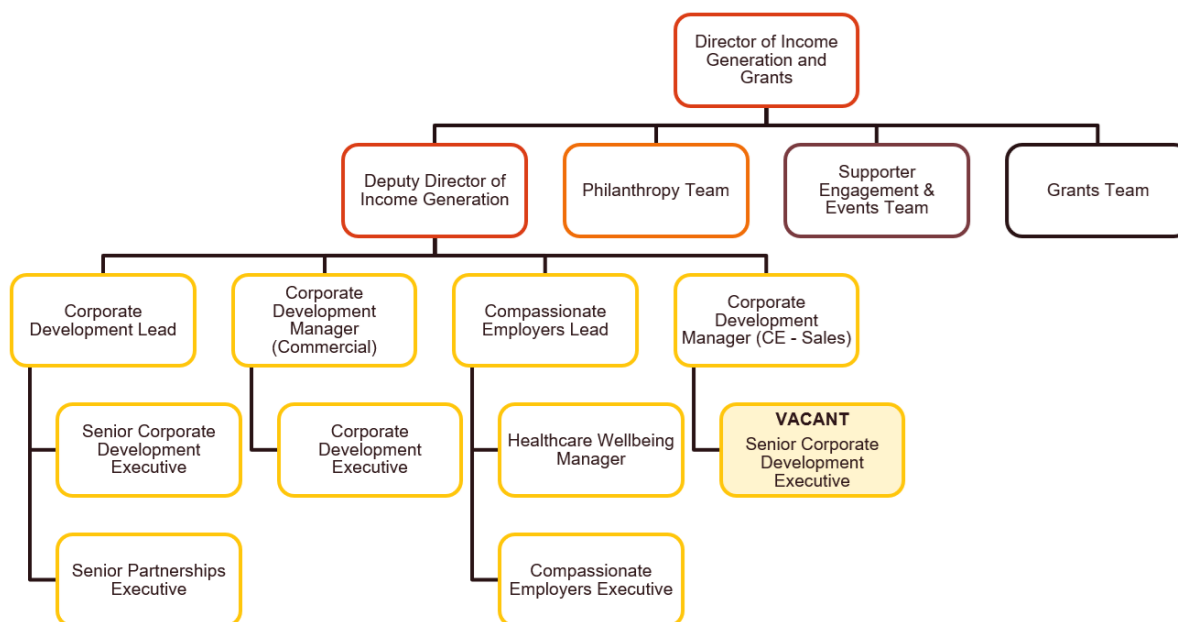 Director of Income
Generation and
Grants
Deputy Director of
Income Generation
Philanthropy Team
Supporter
Engagement &
Events Team
Grants Team
Corporate
Development Lead
Corporate
Development
Manager
(Commercial)
Compassionate
Employers Lead
Corporate
Development
Manager (CE - Sales)
Senior Corporate
Development
Executive
Corporate
Development
Executive
Healthcare Wellbeing
Manager
VACANT
Senior Corporate
Development
Executive
Senior Partnerships
Executive
Compassionate
Employers Executive